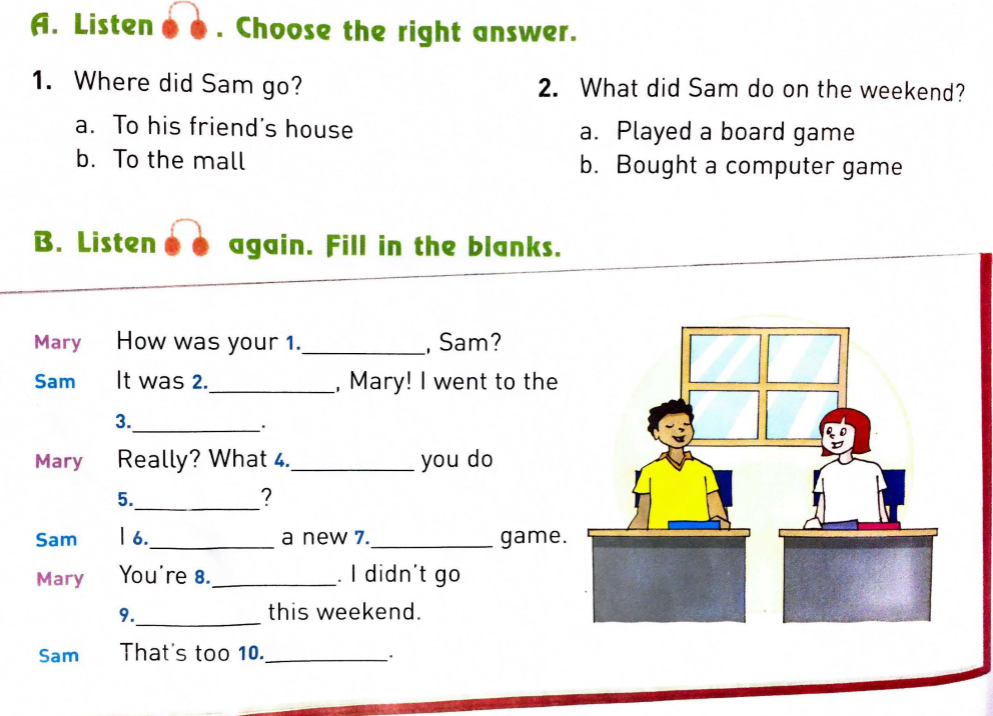 A. Listen . Choose the right answer.
1. Where did Sam go?
a. To his friend's house
b. To the mall
2. What did Sam do on the weekend?
a. Played a board game
b. Bought a computer game
B. Listen again. Fill in the blanks.
Mary How was your 1.__________, Sam?
Sam It was 2.__________, Mary! I went to the
3.__________.
Mary Really? What 4.__________ you do
5.__________?
Sam I 6.__________ a new 7.__________ game.
Mary You're 8.__________. I didn't go
9.__________ this weekend.
Sam That's too 10.__________.